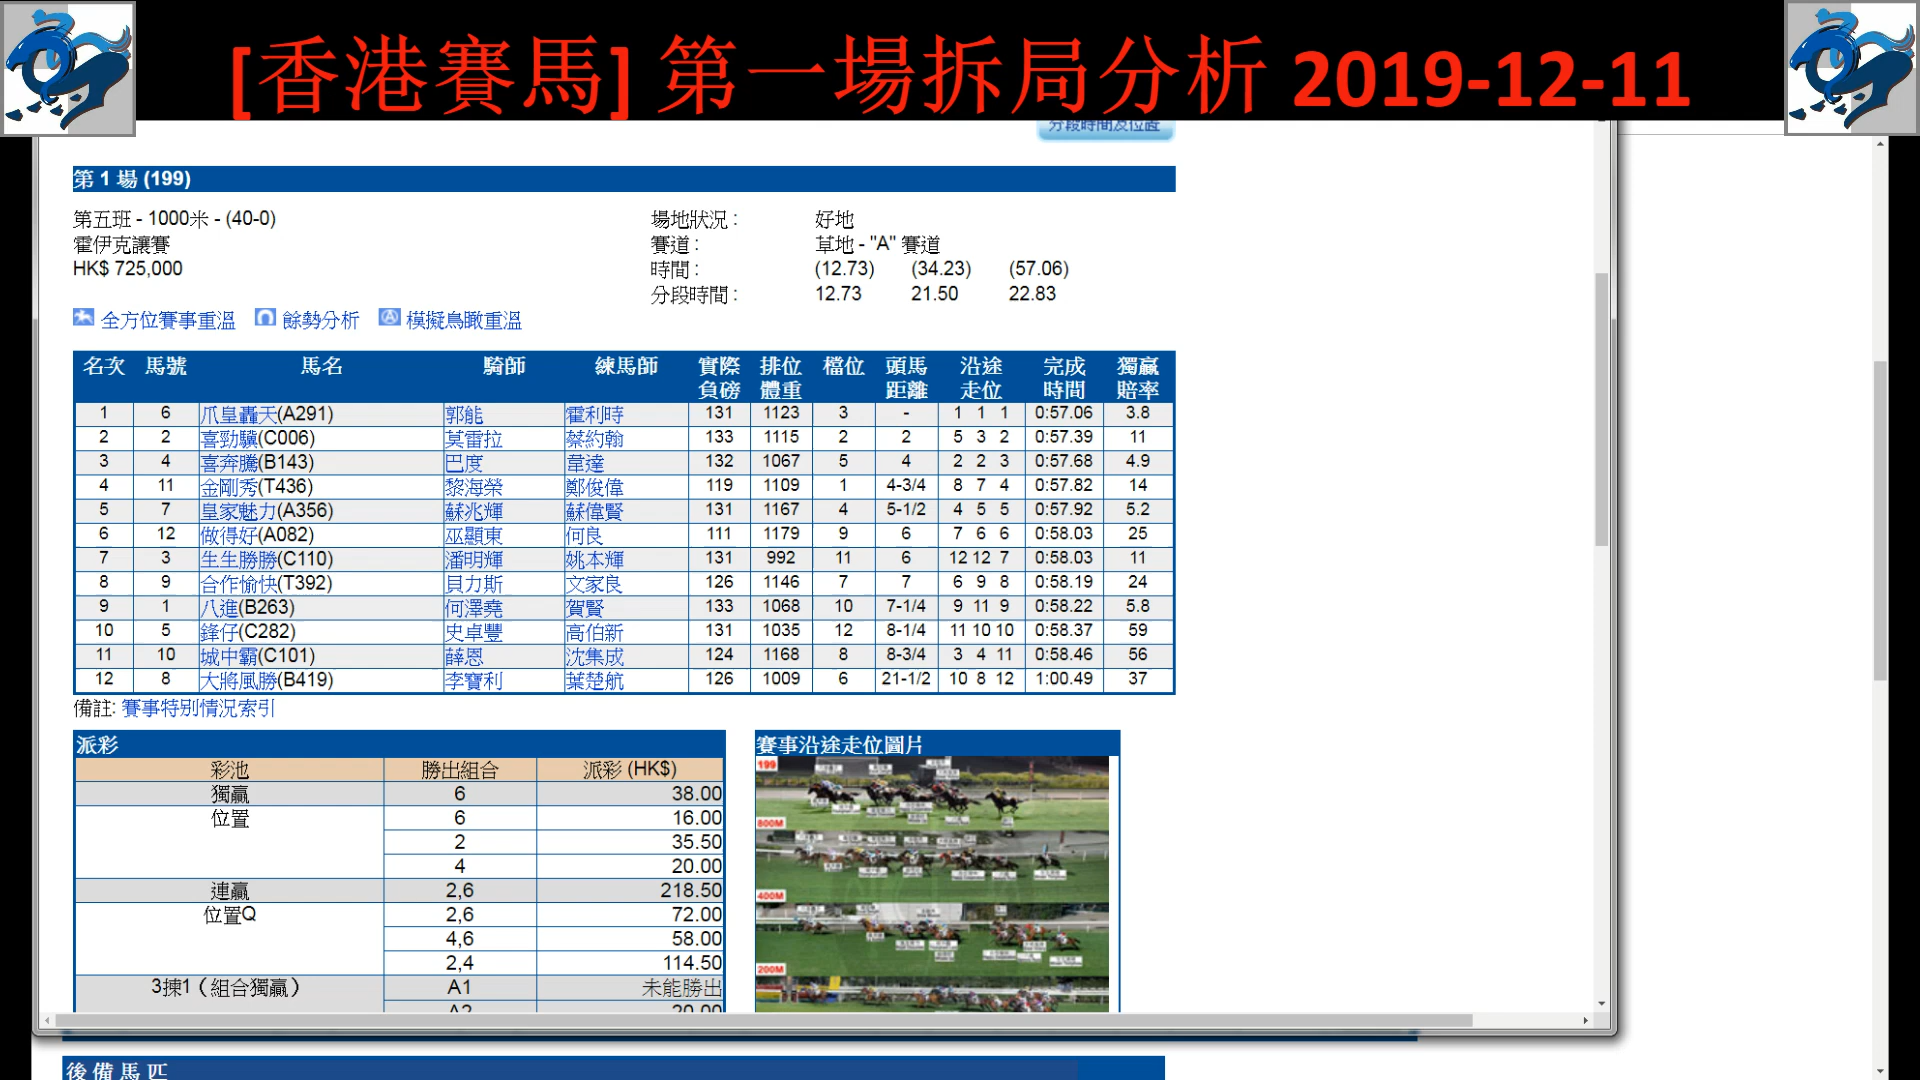 [香港賽馬] 第一場拆局分析 2019-12-11
分段時間及位置
第 1 場 (199)
第五班 - 1000米 - (40-0) 場地狀況 : 好地
霍伊克讓賽 賽道 : 草地 - "A" 賽道
HK$ 725,000 時間 : (12.73) (34.23) (57.06)
分段時間 : 12.73 21.50 22.83
全方位賽事重溫 餘勢分析 模擬鳥瞰重溫
名次 馬號 馬名 騎師 練馬師 實際負磅 排位體重 檔位 頭馬距離 沿途走位 完成時間 獨贏賠率
1 6 爪皇轟天(A291) 郭能 霍利時 131 1123 3 - 1 1 1 0:57.06 3.8
2 2 喜勁驥(C006) 莫雷拉 蔡約翰 133 1115 2 2 5 3 2 0:57.39 11
3 4 喜奔騰(B143) 巴度 韋達 132 1067 5 4 2 2 3 0:57.68 4.9
4 11 金剛秀(T436) 黎海榮 鄭俊偉 119 1109 1 4-3/4 8 7 4 0:57.82 14
5 7 皇家魅力(A356) 蘇兆輝 蘇偉賢 131 1167 4 5-1/2 4 5 5 0:57.92 5.2
6 12 做得好(A082) 巫顯東 何良 111 1179 9 6 7 6 6 0:58.03 25
7 3 生生勝勝(C110) 潘明輝 姚本輝 131 992 11 6 12 12 7 0:58.03 11
8 9 合作愉快(T392) 貝力斯 文家良 126 1146 7 7 6 9 8 0:58.19 24
9 1 八進(B263) 何澤堯 賀賢 133 1068 10 7-1/4 9 11 9 0:58.22 5.8
10 5 鋒仔(C282) 史卓豐 高伯新 131 1035 12 8-1/4 11 10 10 0:58.37 59
11 10 城中霸(C101) 薛恩 沈集成 124 1168 8 8-3/4 3 4 11 0:58.46 56
12 8 大將風勝(B419) 李寶利 葉楚航 126 1009 6 21-1/2 10 8 12 1:00.49 37
備註: 賽事特別情況索引
派彩
彩池 勝出組合 派彩 (HK$)
獨贏 6 38.00
位置 6 16.00
2 35.50
4 20.00
連贏 2,6 218.50
位置Q 2,6 72.00
4,6 58.00
2,4 114.50
3揀1（組合獨贏） A1 未能勝出
A2 20.00
賽事沿途走位圖片
199
800M
400M
200M
後備馬匹